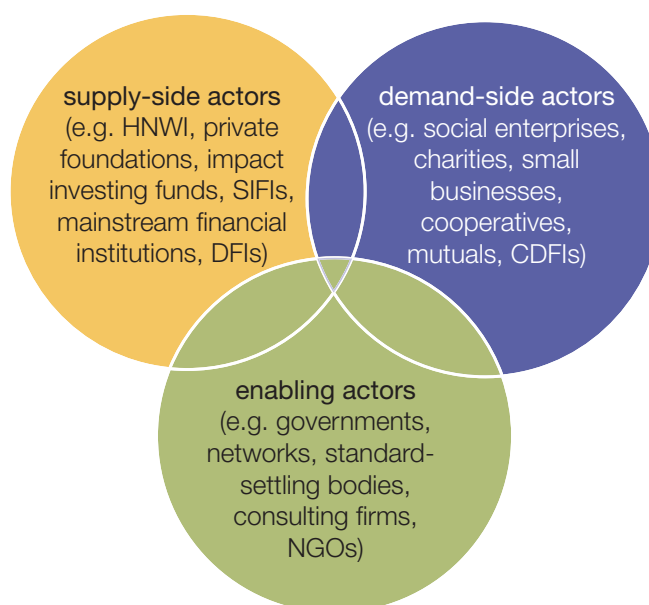 supply-side actors
(e.g. HNWI, private
foundations, impact
investing funds, SIFIs,
mainstream financial
institutions, DFIs)
demand-side actors
(e.g. social enterprises,
charities, small
businesses,
cooperatives,
mutuals, CDFIs)
enabling actors
(e.g. governments,
networks, standard-
settling bodies,
consulting firms,
NGOs)